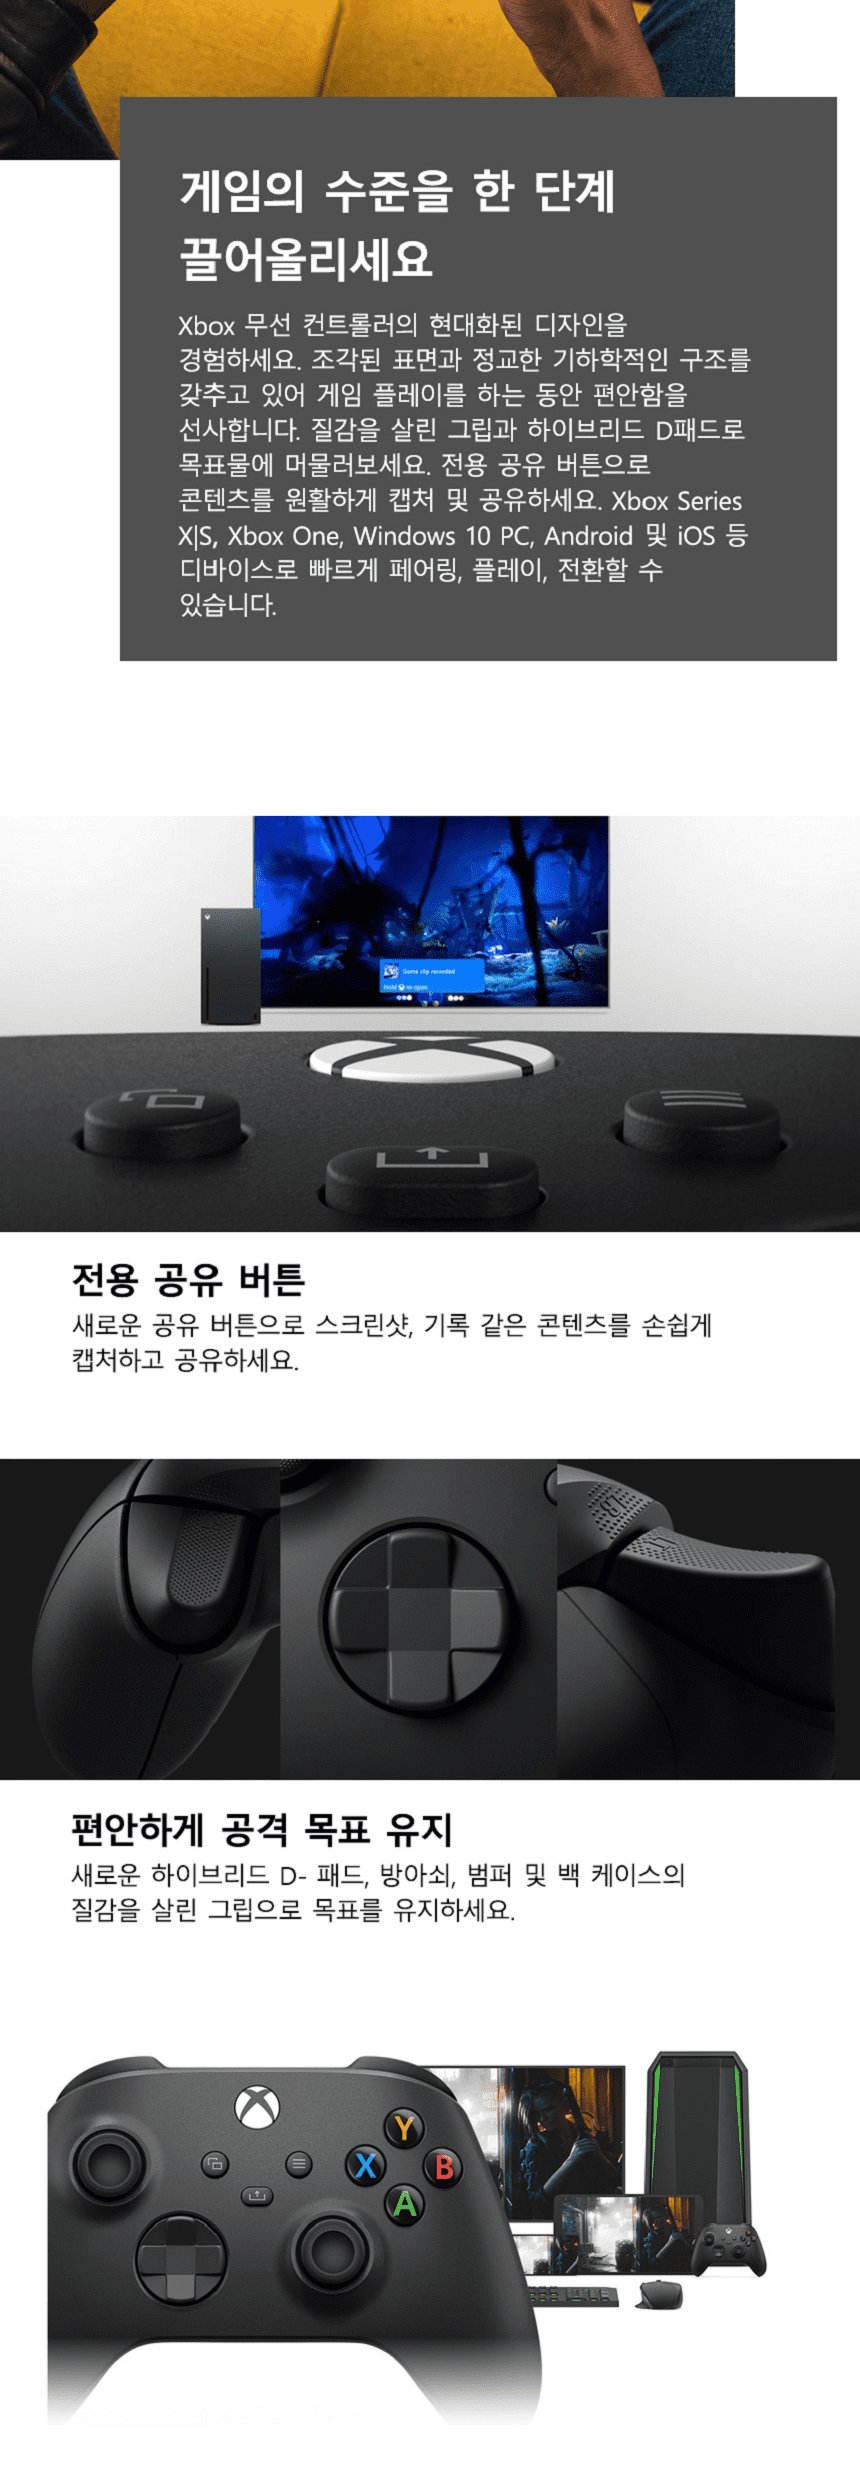 게임의 수준을 한 단계
끌어올리세요
Xbox 무선 컨트롤러의 현대화된 디자인을
경험하세요. 조각된 표면과 정교한 기하학적인 구조를
갖추고 있어 게임 플레이를 하는 동안 편안함을
선사합니다. 질감을 살린 그립과 하이브리드 D패드로
목표물에 머물러보세요. 전용 공유 버튼으로
콘텐츠를 원활하게 캡처 및 공유하세요. Xbox Series
X|S, Xbox One, Windows 10 PC, Android 및 iOS 등
디바이스로 빠르게 페어링, 플레이, 전환할 수
있습니다.
Game clip recorded
Hold to open
전용 공유 버튼
새로운 공유 버튼으로 스크린샷, 기록 같은 콘텐츠를 손쉽게
캡처하고 공유하세요.
LB
LT
편안하게 공격 목표 유지
새로운 하이브리드 D- 패드, 방아쇠, 범퍼 및 백 케이스의
질감을 살린 그립으로 목표를 유지하세요.
Y
X
B
A